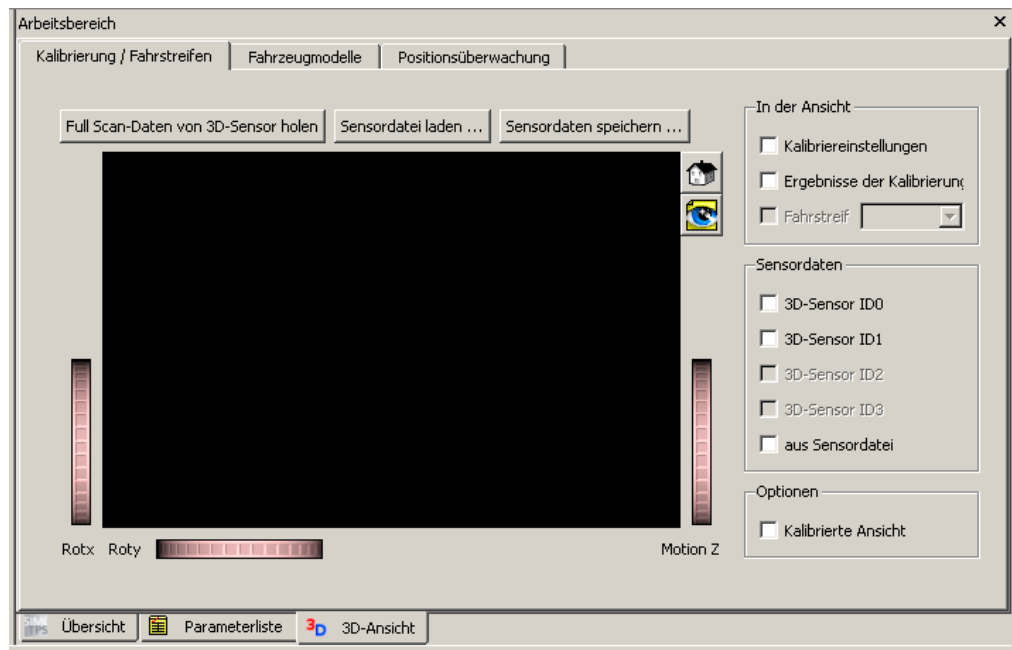 Arbeitsbereich
Kalibrierung / Fahrstreifen
Fahrzeugmodelle
Positionsüberwachung
Full Scan-Daten von 3D-Sensor holen
Sensordatei laden ...
Sensordaten speichern ...
In der Ansicht
Kalibriereinstellungen
Ergebnisse der Kalibrierung
Fahrstreif
Sensordaten
3D-Sensor ID0
3D-Sensor ID1
3D-Sensor ID2
3D-Sensor ID3
aus Sensordatei
Optionen
Kalibrierte Ansicht
Rotx Roty
Motion Z
Übersicht
Parameterliste
3D 3D-Ansicht